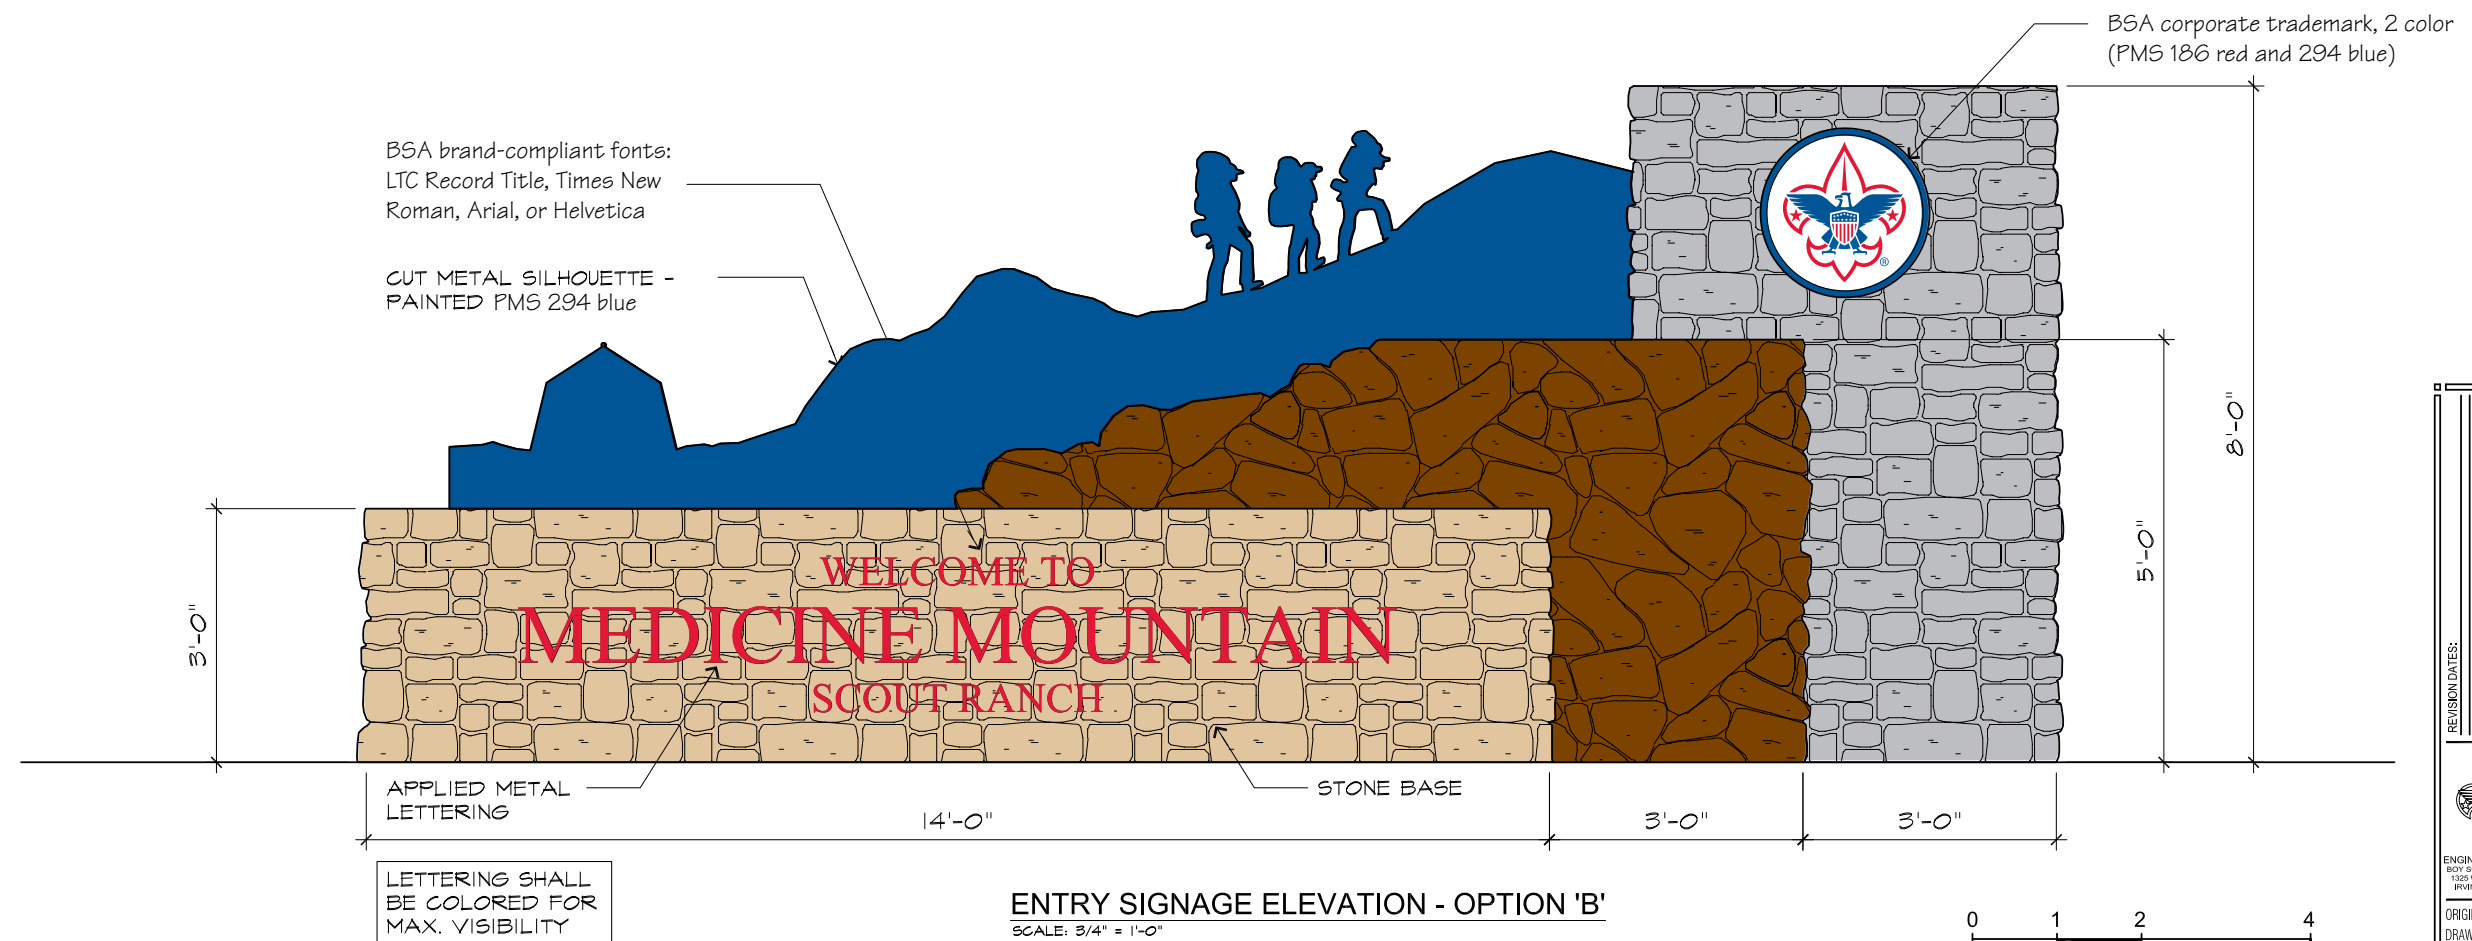 BSA corporate trademark, 2 color
(PMS 186 red and 294 blue)
BSA brand-compliant fonts:
LTC Record Title, Times New
Roman, Arial, or Helvetica
CUT METAL SILHOUETTE -
PAINTED PMS 294 blue
®
8'-0"
5'-0"
3'-0"
WELCOME TO
MEDICINE MOUNTAIN
SCOUT RANCH
APPLIED METAL
LETTERING
STONE BASE
14'-0"
3'-0"
3'-0"
LETTERING SHALL
BE COLORED FOR
MAX. VISIBILITY
ENTRY SIGNAGE ELEVATION - OPTION 'B'
SCALE: 3/4" = 1'-0"
0 1 2 4
REVISION DATES: